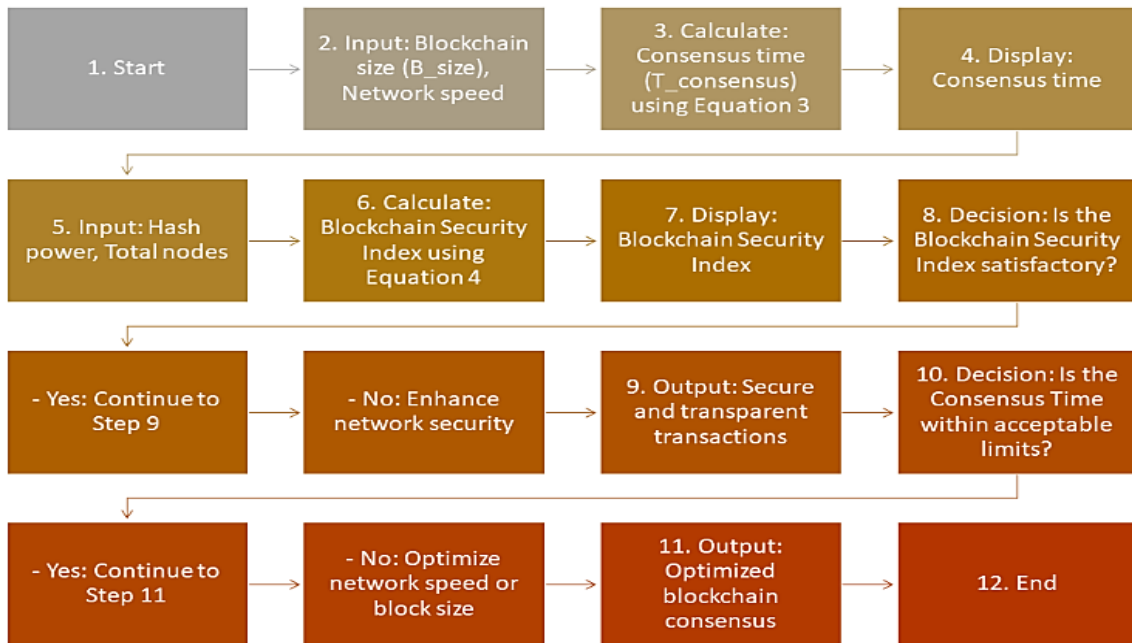 1. Start
2. Input: Blockchain
size (B_size),
Network speed
3. Calculate:
Consensus time
(T_consensus)
using Equation 3
4. Display:
Consensus time
5. Input: Hash
power, Total nodes
6. Calculate:
Blockchain Security
Index using
Equation 4
7. Display:
Blockchain Security
Index
8. Decision: Is the
Blockchain Security
Index satisfactory?
- Yes: Continue to
Step 9
- No: Enhance
network security
9. Output: Secure
and transparent
transactions
10. Decision: Is the
Consensus Time
within acceptable
limits?
- Yes: Continue to
Step 11
- No: Optimize
network speed or
block size
11. Output:
Optimized
blockchain
consensus
12. End